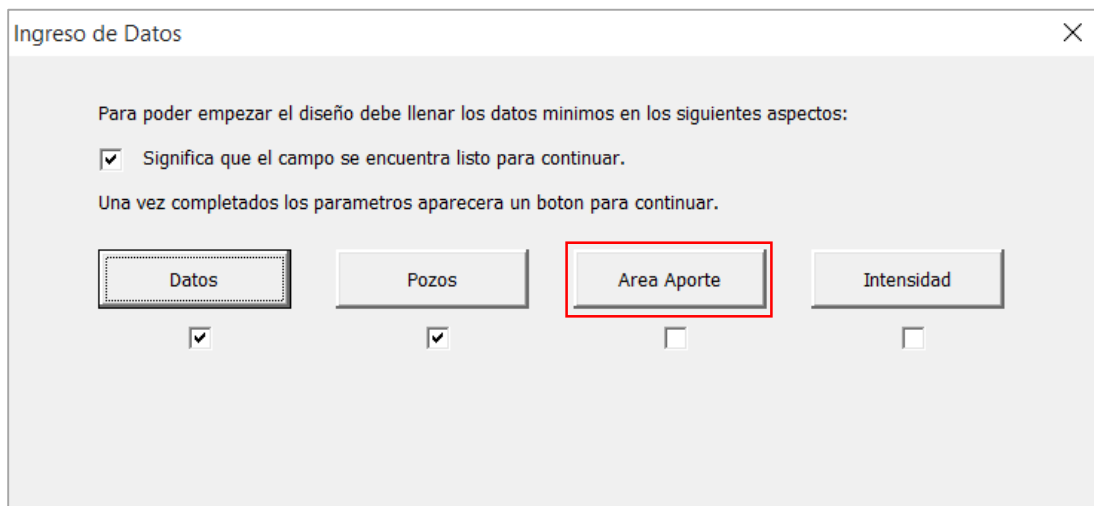 Ingreso de Datos
Para poder empezar el diseño debe llenar los datos minimos en los siguientes aspectos:
Significa que el campo se encuentra listo para continuar.
Una vez completados los parametros aparecera un boton para continuar.
Datos
Pozos
Area Aporte
Intensidad